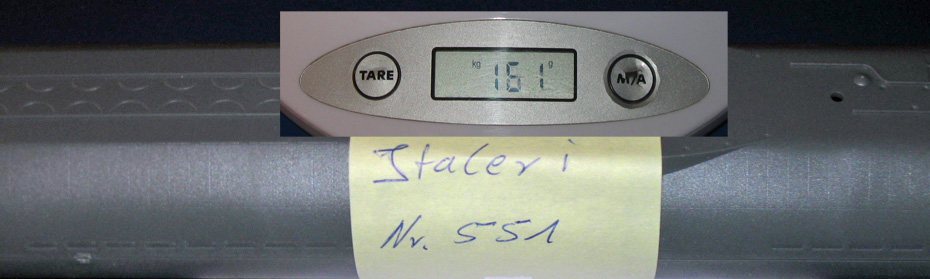 TARE
kg 161 g
M/A
Italeri
Nr. 551